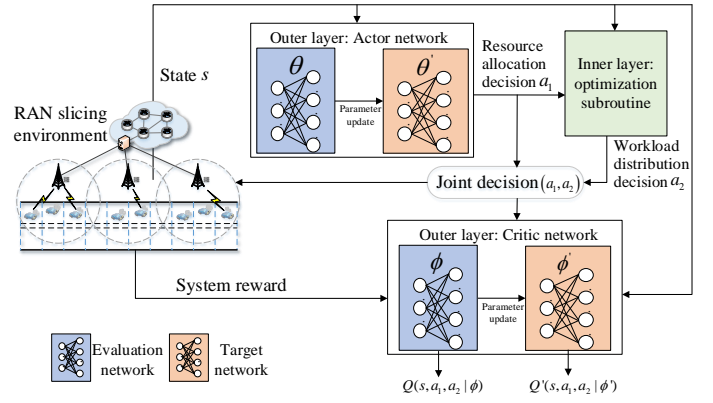 Outer layer: Actor network
θ
θ'
Parameter
update
State s
Resource
allocation
decision a₁
Inner layer:
optimization
subroutine
RAN slicing
environment
Workload
distribution
decision a₂
Joint decision(a₁,a₂)
Outer layer: Critic network
ϕ
ϕ'
Parameter
update
System reward
Evaluation
network
Target
network
Q(s,a₁,a₂|ϕ)
Q'(s,a₁,a₂|ϕ')